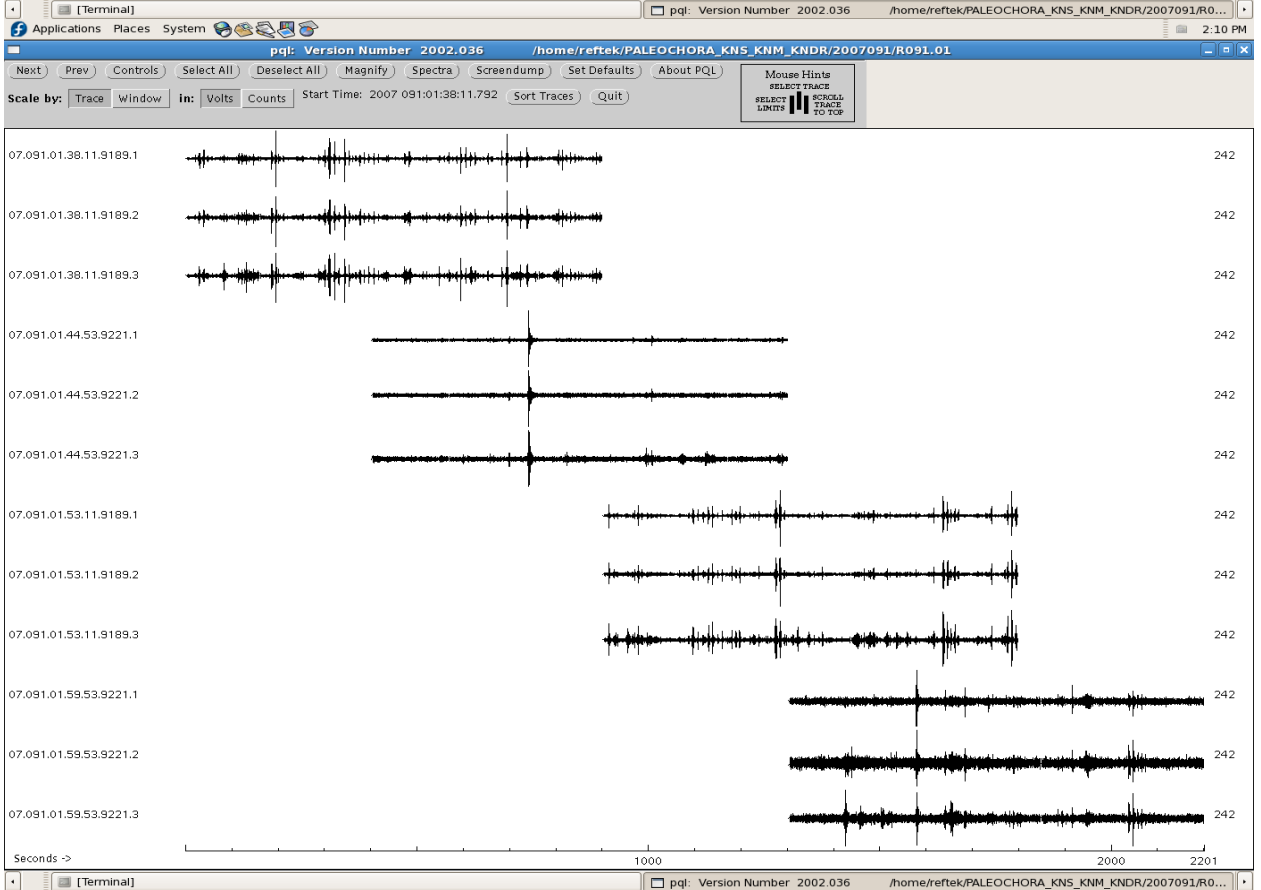 [Terminal] pql: Version Number 2002.036 /home/reftek/PALEOCHORA_KNS_KNM_KNDR/2007091/R0...
Applications Places System 2:10 PM
pql: Version Number 2002.036 /home/reftek/PALEOCHORA_KNS_KNM_KNDR/2007091/R091.01
Next Prev Controls Select All Deselect All Magnify Spectra Screendump Set Defaults About PQL
Mouse Hints
SELECT TRACE
SELECT LIMITS
SCROLL TRACE TO TOP
Scale by: Trace Window in: Volts Counts Start Time: 2007 091:01:38:11.792 Sort Traces Quit
07.091.01.38.11.9189.1 242
07.091.01.38.11.9189.2 242
07.091.01.38.11.9189.3 242
07.091.01.44.53.9221.1 242
07.091.01.44.53.9221.2 242
07.091.01.44.53.9221.3 242
07.091.01.53.11.9189.1 242
07.091.01.53.11.9189.2 242
07.091.01.53.11.9189.3 242
07.091.01.59.53.9221.1 242
07.091.01.59.53.9221.2 242
07.091.01.59.53.9221.3 242
Seconds -> 1000 2000 2201
[Terminal] pql: Version Number 2002.036 /home/reftek/PALEOCHORA_KNS_KNM_KNDR/2007091/R0...